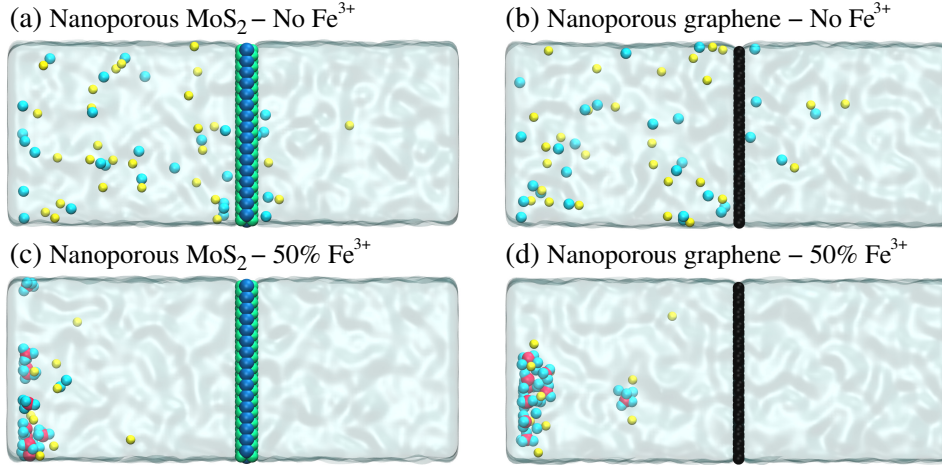 (a) Nanoporous MoS₂ – No Fe³⁺
(b) Nanoporous graphene – No Fe³⁺
(c) Nanoporous MoS₂ – 50% Fe³⁺
(d) Nanoporous graphene – 50% Fe³⁺